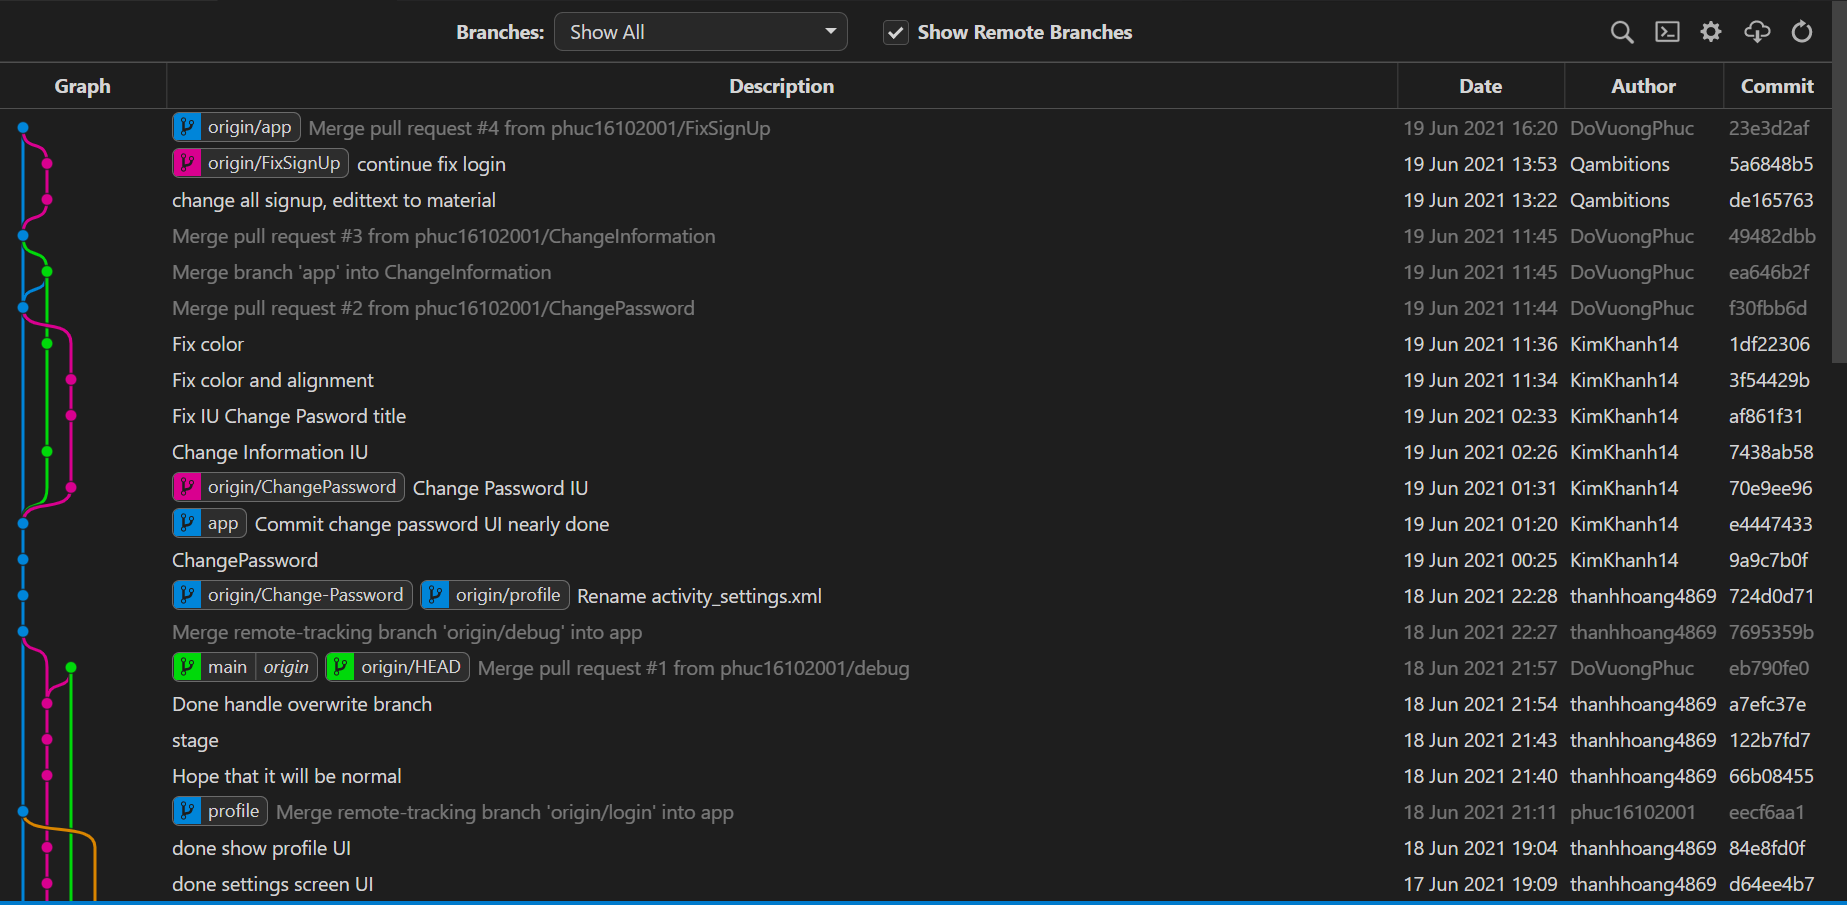 Branches: Show All Show Remote Branches
Graph Description Date Author Commit
origin/app Merge pull request #4 from phuc16102001/FixSignUp 19 Jun 2021 16:20 DoVuongPhuc 23e3d2af
origin/FixSignUp continue fix login 19 Jun 2021 13:53 Qambitions 5a6848b5
change all signup, edittext to material 19 Jun 2021 13:22 Qambitions de165763
Merge pull request #3 from phuc16102001/ChangeInformation 19 Jun 2021 11:45 DoVuongPhuc 49482dbb
Merge branch 'app' into ChangeInformation 19 Jun 2021 11:45 DoVuongPhuc ea646b2f
Merge pull request #2 from phuc16102001/ChangePassword 19 Jun 2021 11:44 DoVuongPhuc f30fbb6d
Fix color 19 Jun 2021 11:36 KimKhanh14 1df22306
Fix color and alignment 19 Jun 2021 11:34 KimKhanh14 3f54429b
Fix IU Change Pasword title 19 Jun 2021 02:33 KimKhanh14 af861f31
Change Information IU 19 Jun 2021 02:26 KimKhanh14 7438ab58
origin/ChangePassword Change Password IU 19 Jun 2021 01:31 KimKhanh14 70e9ee96
app Commit change password UI nearly done 19 Jun 2021 01:20 KimKhanh14 e4447433
ChangePassword 19 Jun 2021 00:25 KimKhanh14 9a9c7b0f
origin/Change-Password origin/profile Rename activity_settings.xml 18 Jun 2021 22:28 thanhhoang4869 724d0d71
Merge remote-tracking branch 'origin/debug' into app 18 Jun 2021 22:27 thanhhoang4869 7695359b
main origin origin/HEAD Merge pull request #1 from phuc16102001/debug 18 Jun 2021 21:57 DoVuongPhuc eb790fe0
Done handle overwrite branch 18 Jun 2021 21:54 thanhhoang4869 a7efc37e
stage 18 Jun 2021 21:43 thanhhoang4869 122b7fd7
Hope that it will be normal 18 Jun 2021 21:40 thanhhoang4869 66b08455
profile Merge remote-tracking branch 'origin/login' into app 18 Jun 2021 21:11 phuc16102001 eecf6aa1
done show profile UI 18 Jun 2021 19:04 thanhhoang4869 84e8fd0f
done settings screen UI 17 Jun 2021 19:09 thanhhoang4869 d64ee4b7